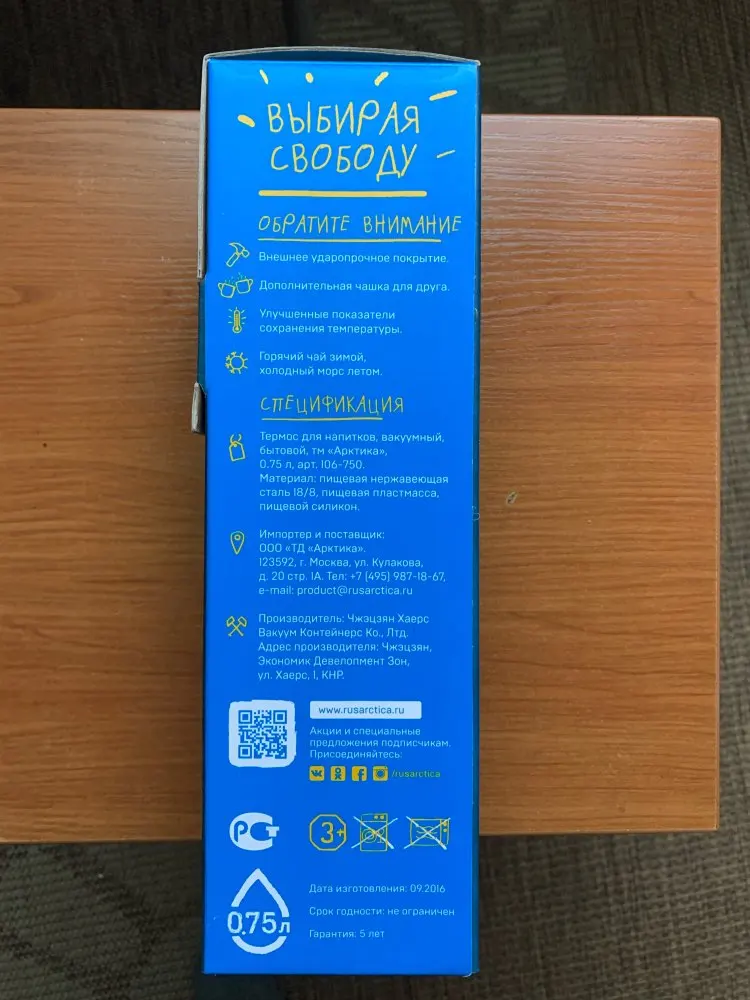 ВЫБИРАЯ
СВОБОДУ
ОБРАТИТЕ ВНИМАНИЕ
Внешнее ударопрочное покрытие.
Дополнительная чашка для друга.
Улучшенные показатели
сохранения температуры.
Горячий чай зимой,
холодный морс летом.
СПЕЦИФИКАЦИЯ
Термос для напитков, вакуумный,
бытовой, тм «Арктика»,
0.75 л, арт. 106-750.
Материал: пищевая нержавеющая
сталь 18/8, пищевая пластмасса,
пищевой силикон.
Импортер и поставщик:
ООО «ТД «Арктика».
123592, г. Москва, ул. Кулакова,
д. 20 стр. 1А. Тел: +7 (495) 987-18-67,
e-mail: product@rusarctica.ru
Производитель: Чжэцзян Хаерс
Вакуум Контейнерс Ко., Лтд.
Адрес производителя: Чжэцзян,
Экономик Девелопмент Зон,
ул. Хаерс, 1, КНР.
www.rusarctica.ru
Акции и специальные
предложения подписчикам.
Присоединяйтесь:
/rusarctica
РСТ
3+
0.75л
Дата изготовления: 09.2016
Срок годности: не ограничен
Гарантия: 5 лет